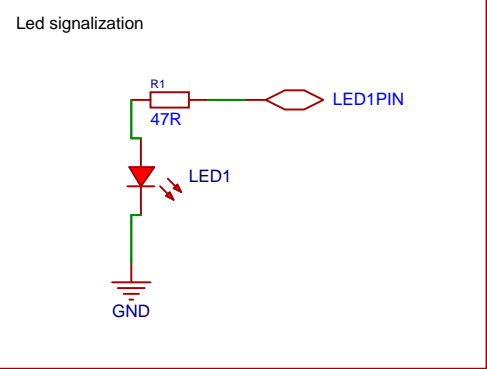 Led signalization
R1
47R
LED1PIN
LED1
GND